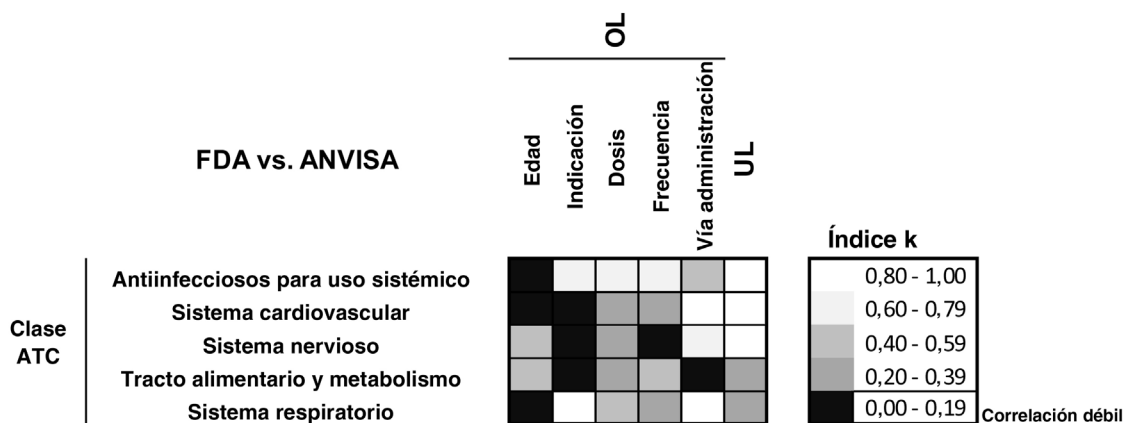 OL
FDA vs. ANVISA
Edad
Indicación
Dosis
Frecuencia
Vía administración
UL
Índice k
Clase
ATC
Antiinfecciosos para uso sistémico
Sistema cardiovascular
Sistema nervioso
Tracto alimentario y metabolismo
Sistema respiratorio
0,80 - 1,00
0,60 - 0,79
0,40 - 0,59
0,20 - 0,39
0,00 - 0,19
Correlación débil